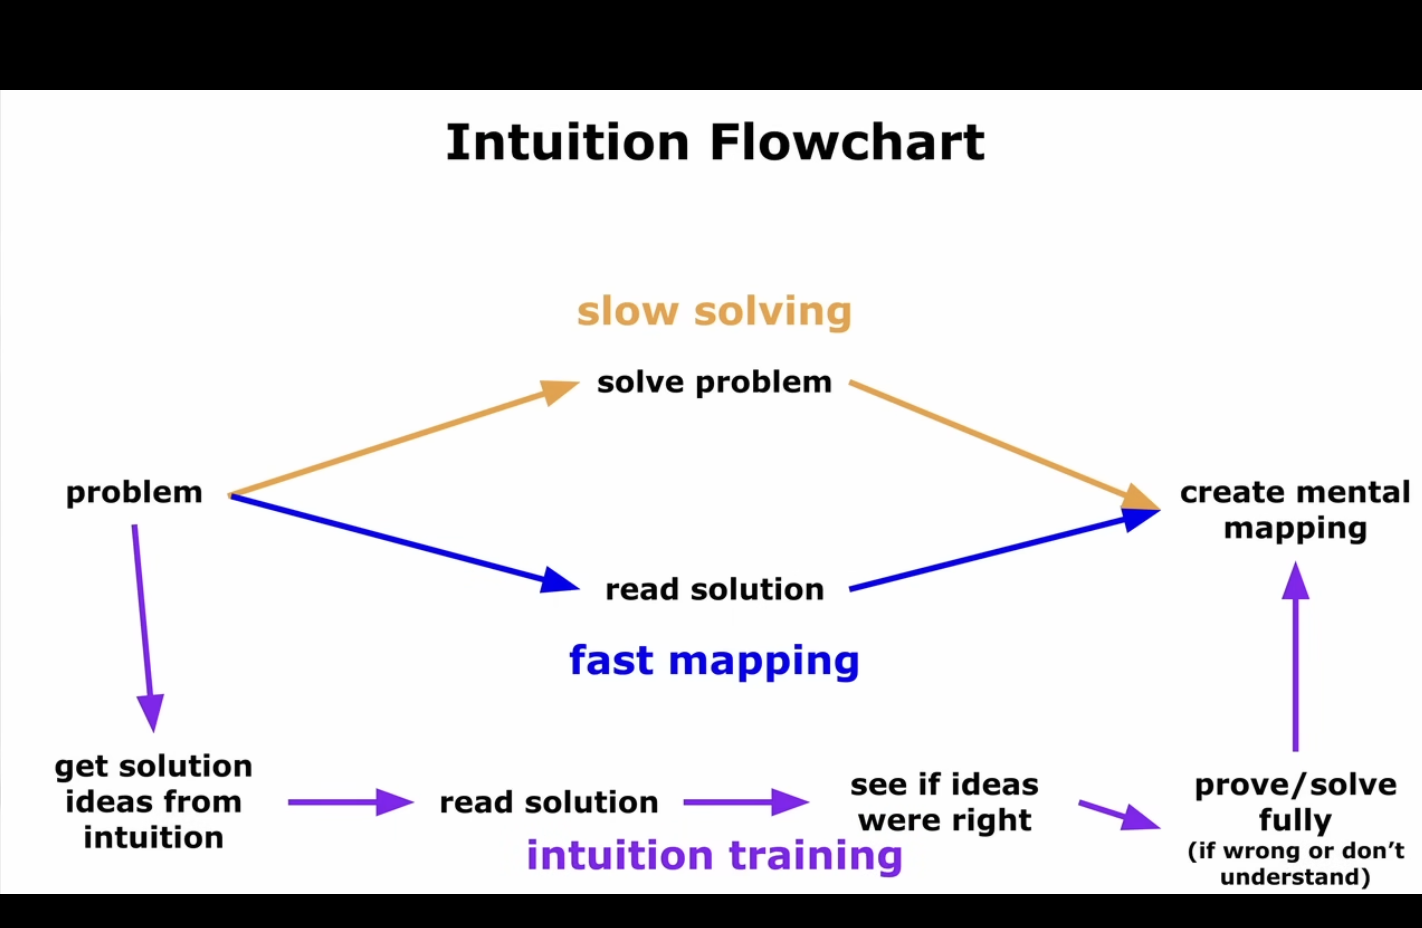 Intuition Flowchart
slow solving
solve problem
problem
create mental
mapping
read solution
fast mapping
get solution
ideas from
intuition
read solution
see if ideas
were right
prove/solve
fully
(if wrong or don’t
understand)
intuition training